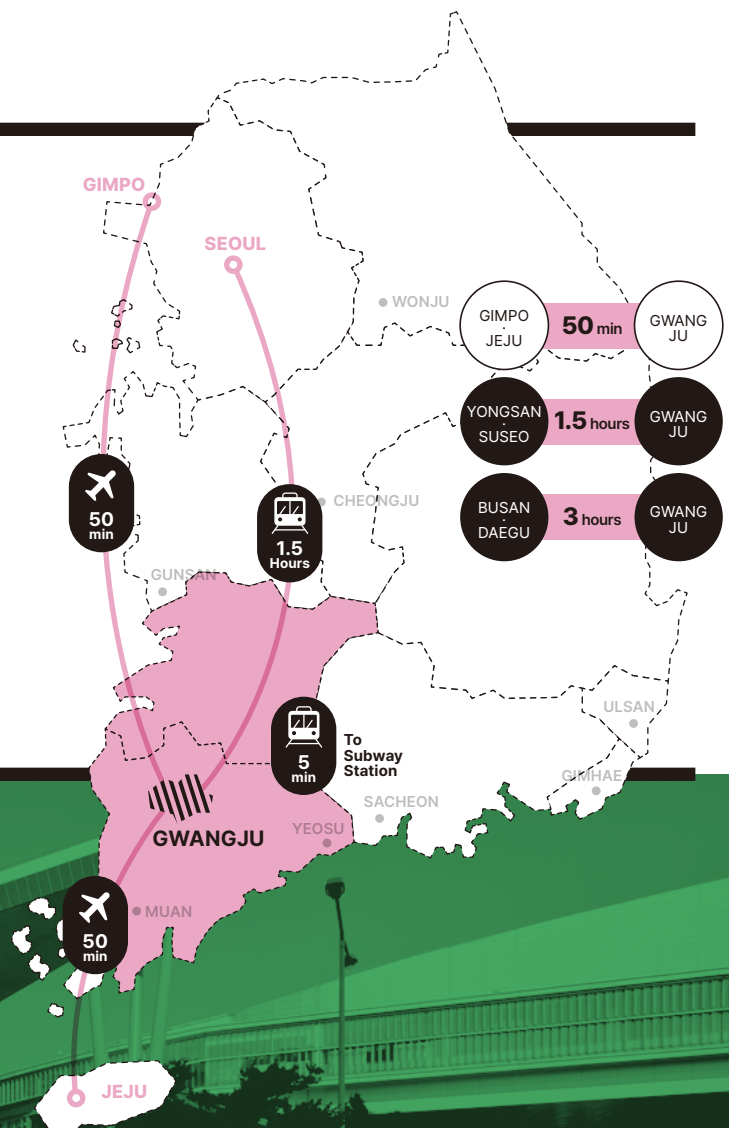 GIMPO
SEOUL
WONJU
GIMPO
·
JEJU
50 min
GWANG
JU
YONGSAN
·
SUSEO
1.5 hours
GWANG
JU
BUSAN
·
DAEGU
3 hours
GWANG
JU
50
min
CHEONGJU
1.5
Hours
GUNSAN
ULSAN
5
min
To
Subway
Station
GIMHAE
SACHEON
YEOSU
GWANGJU
MUAN
50
min
JEJU